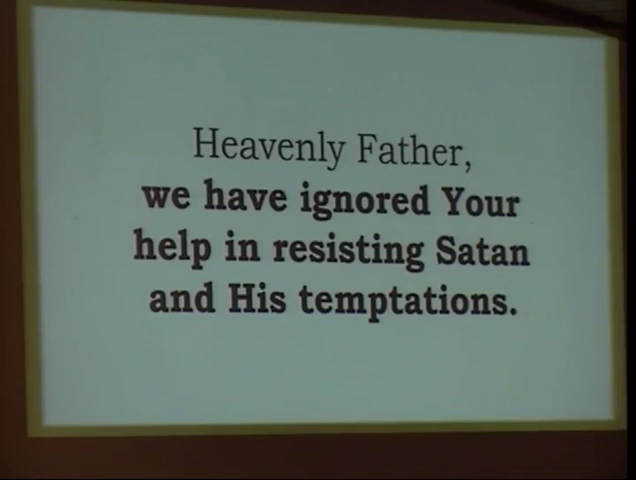 Heavenly Father,
we have ignored Your
help in resisting Satan
and His temptations.